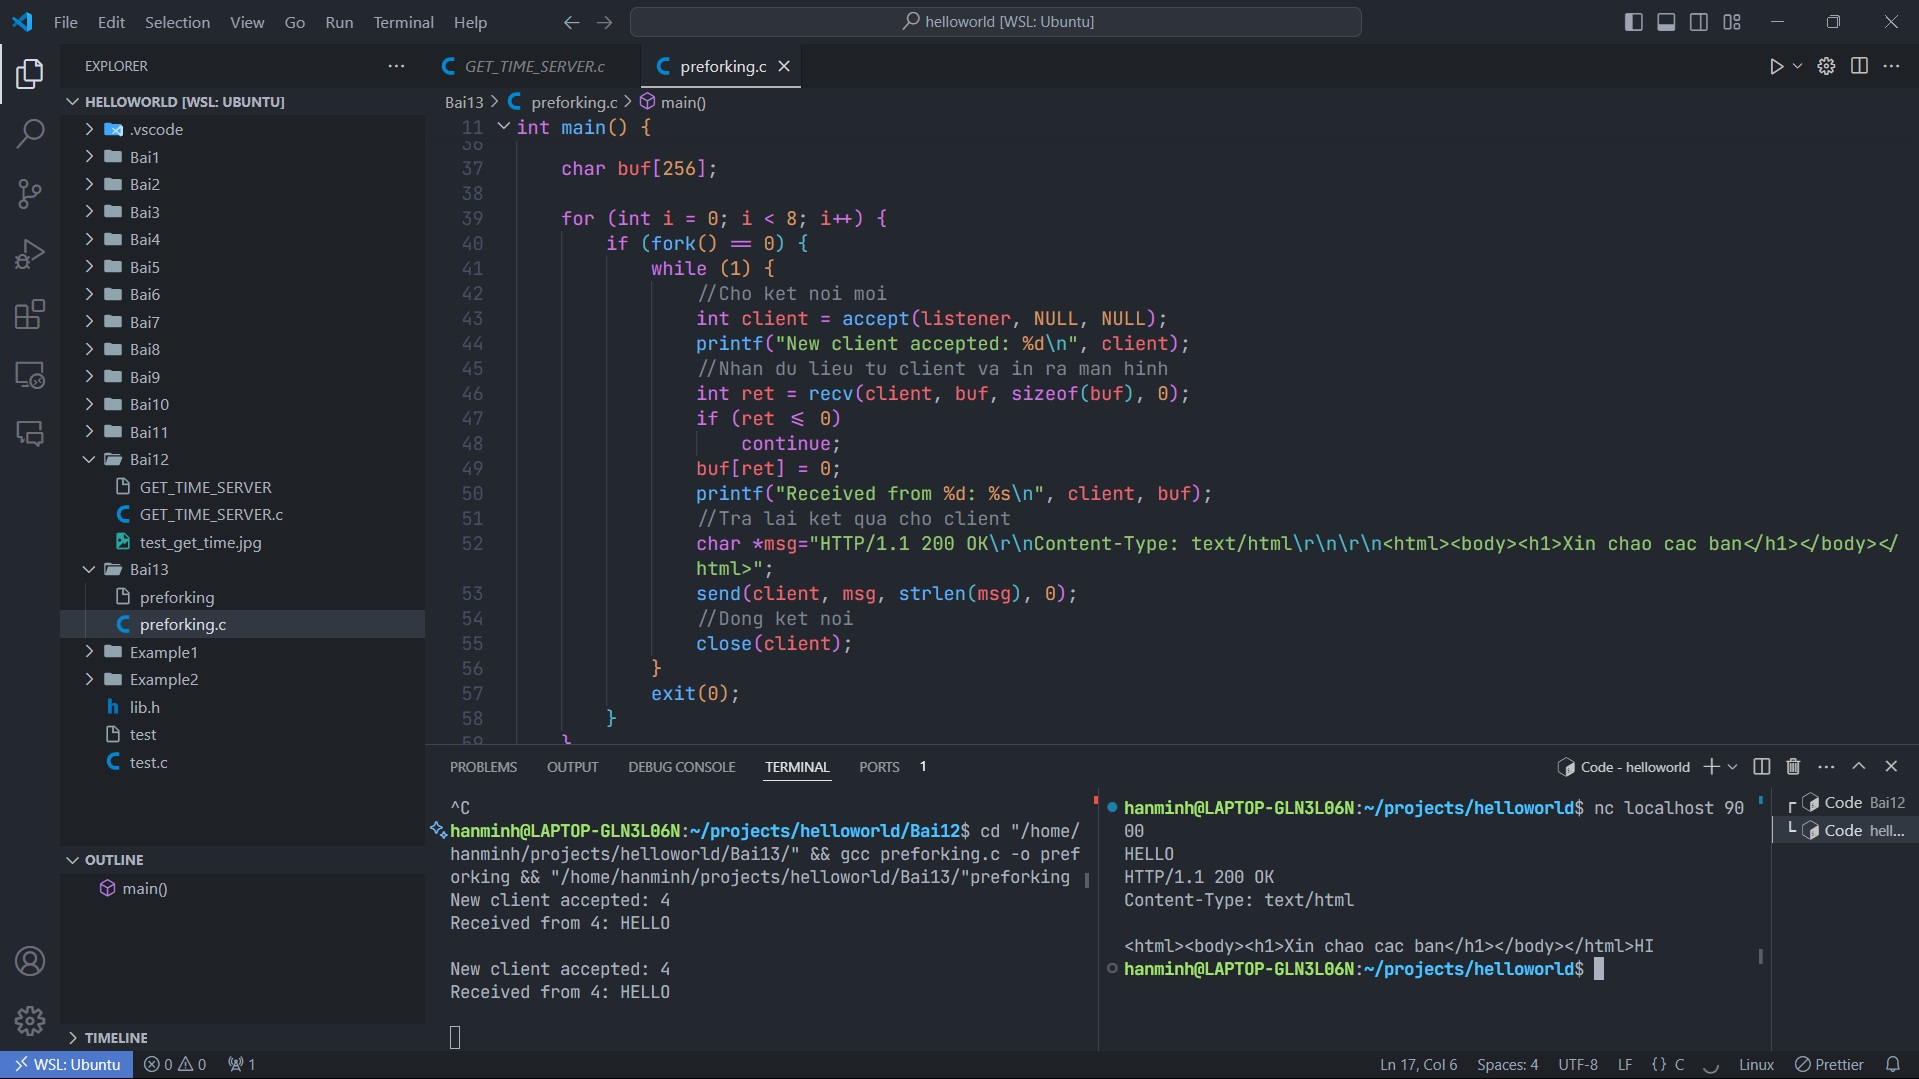 File Edit Selection View Go Run Terminal Help
helloworld [WSL: Ubuntu]
EXPLORER
HELLOWORLD [WSL: UBUNTU]
.vscode
Bai1
Bai2
Bai3
Bai4
Bai5
Bai6
Bai7
Bai8
Bai9
Bai10
Bai11
Bai12
GET_TIME_SERVER
GET_TIME_SERVER.c
test_get_time.jpg
Bai13
preforking
preforking.c
Example1
Example2
lib.h
test
test.c
OUTLINE
main()
TIMELINE
GET_TIME_SERVER.c
preforking.c
Bai13 > preforking.c > main()
11 int main() {
36
37 char buf[256];
38
39 for (int i = 0; i < 8; i++) {
40 if (fork() == 0) {
41 while (1) {
42 //Cho ket noi moi
43 int client = accept(listener, NULL, NULL);
44 printf("New client accepted: %d\n", client);
45 //Nhan du lieu tu client va in ra man hinh
46 int ret = recv(client, buf, sizeof(buf), 0);
47 if (ret <= 0)
48 continue;
49 buf[ret] = 0;
50 printf("Received from %d: %s\n", client, buf);
51 //Tra lai ket qua cho client
52 char *msg="HTTP/1.1 200 OK\r\nContent-Type: text/html\r\n\r\n<html><body><h1>Xin chao cac ban</h1></body></
html>";
53 send(client, msg, strlen(msg), 0);
54 //Dong ket noi
55 close(client);
56 }
57 exit(0);
58 }
59 }
PROBLEMS OUTPUT DEBUG CONSOLE TERMINAL PORTS 1
Code - helloworld
^C
hanminh@LAPTOP-GLN3L06N:~/projects/helloworld/Bai12$ cd "/home/
hanminh/projects/helloworld/Bai13/" && gcc preforking.c -o pref
orking && "/home/hanminh/projects/helloworld/Bai13/"preforking
New client accepted: 4
Received from 4: HELLO
New client accepted: 4
Received from 4: HELLO
hanminh@LAPTOP-GLN3L06N:~/projects/helloworld$ nc localhost 90
00
HELLO
HTTP/1.1 200 OK
Content-Type: text/html
<html><body><h1>Xin chao cac ban</h1></body></html>HI
hanminh@LAPTOP-GLN3L06N:~/projects/helloworld$
Code Bai12
Code hell...
WSL: Ubuntu 0 0 1
Ln 17, Col 6 Spaces: 4 UTF-8 LF {} C Linux Prettier